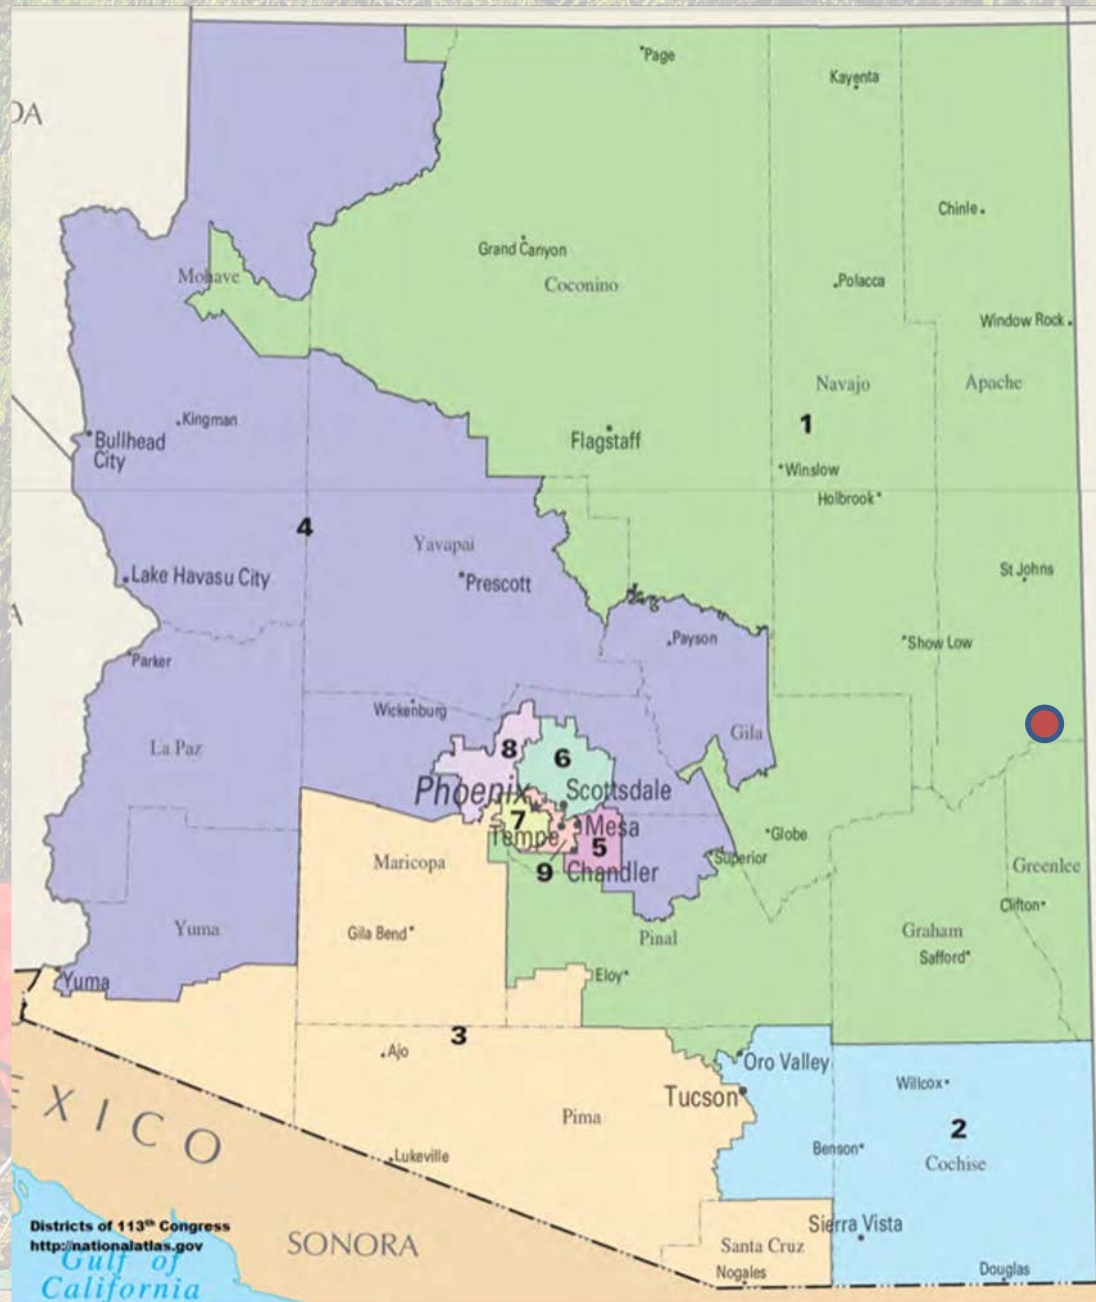 Page
Kayenta
DA
Chinle
Grand Canyon
Mohave
Coconino
Polacca
Window Rock
Navajo
Apache
Kingman
1
Bullhead
City
Flagstaff
Winslow
Holbrook
4
Yavapai
Lake Havasu City
Prescott
St Johns
A
Payson
Show Low
Parker
Wickenburg
La Paz
Gila
8
6
Phoenix
Scottsdale
7
Tempe
Mesa
5
Globe
Superior
Maricopa
9
Chandler
Greenlee
Clifton
Yuma
Gila Bend
Pinal
Graham
Safford
Yuma
Eloy
3
Ajo
Oro Valley
Willcox
EXICO
Tucson
Pima
2
Benson
Cochise
Lukeville
Districts of 113th Congress
http://nationalatlas.gov
Gulf of
California
SONORA
Sierra Vista
Santa Cruz
Nogales
Douglas